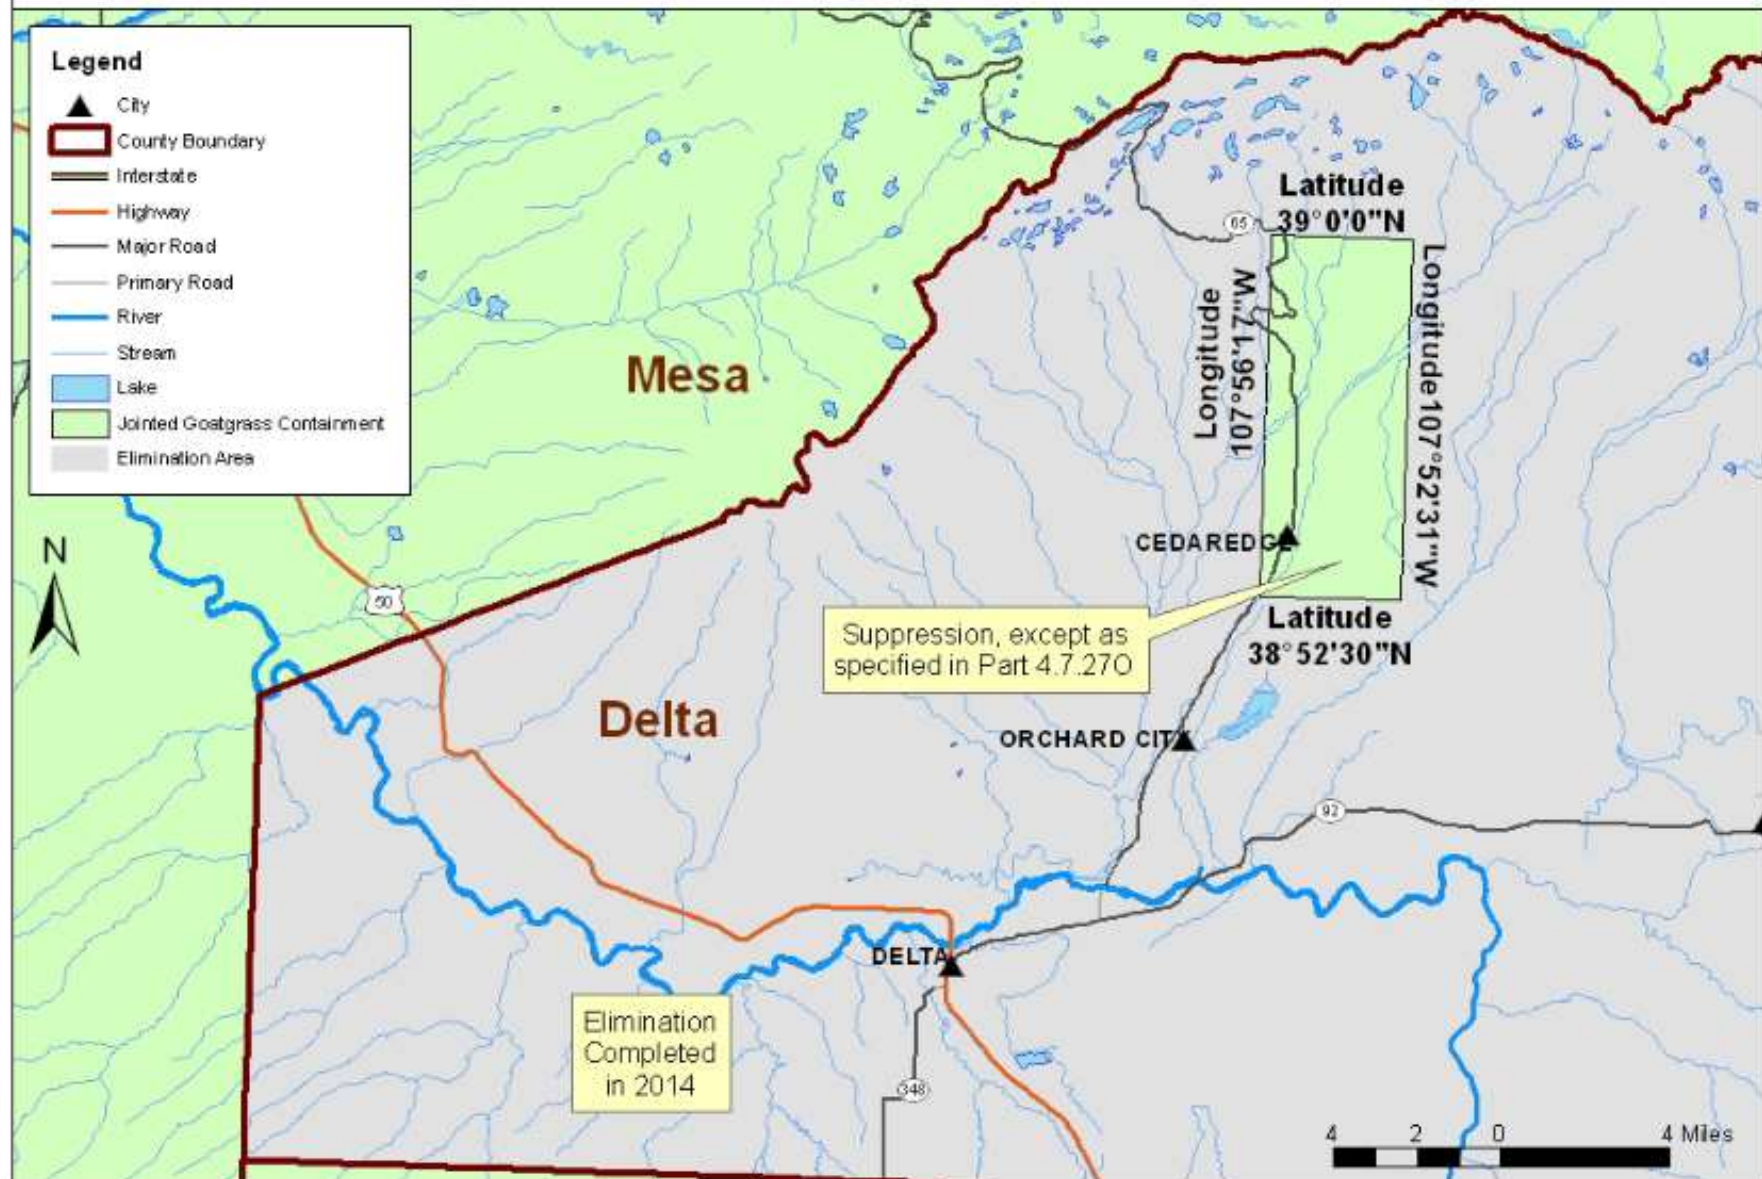 Legend
City
County Boundary
Interstate
Highway
Major Road
Primary Road
River
Stream
Lake
Jointed Goatgrass Containment
Elimination Area
N
Mesa
Delta
50
65
Latitude
39°0'0"N
Longitude
107°56'17"W
Longitude107°52'31"W
CEDAREDGE
Latitude
38°52'30"N
Suppression, except as
specified in Part 4.7.27O
ORCHARD CITY
92
DELTA
Elimination
Completed
in 2014
348
4 2 0 4 Miles